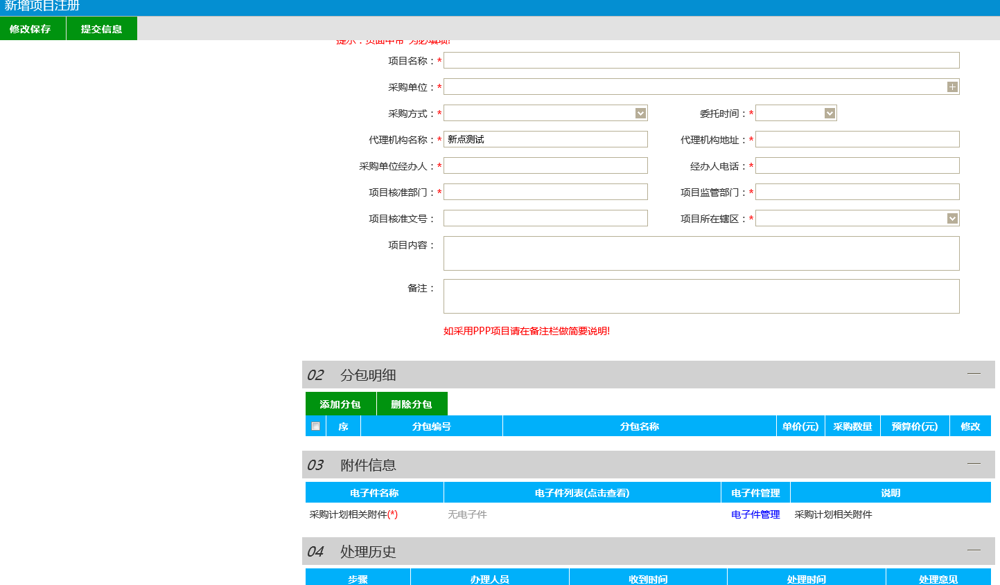 新增项目注册
修改保存 提交信息
提示：页面中带*为必填项!
项目名称：*
采购单位：*
采购方式：* 委托时间：*
代理机构名称：* 新点测试 代理机构地址：*
采购单位经办人：* 经办人电话：*
项目核准部门：* 项目监管部门：*
项目核准文号： 项目所在辖区：*
项目内容：
备注：
如采用PPP项目请在备注栏做简要说明!
02 分包明细
添加分包 删除分包
序 分包编号 分包名称 单价(元) 采购数量 预算价(元) 修改
03 附件信息
电子件名称 电子件列表(点击查看) 电子件管理 说明
采购计划相关附件(*) 无电子件 电子件管理 采购计划相关附件
04 处理历史
步骤 办理人员 收到时间 处理时间 处理意见